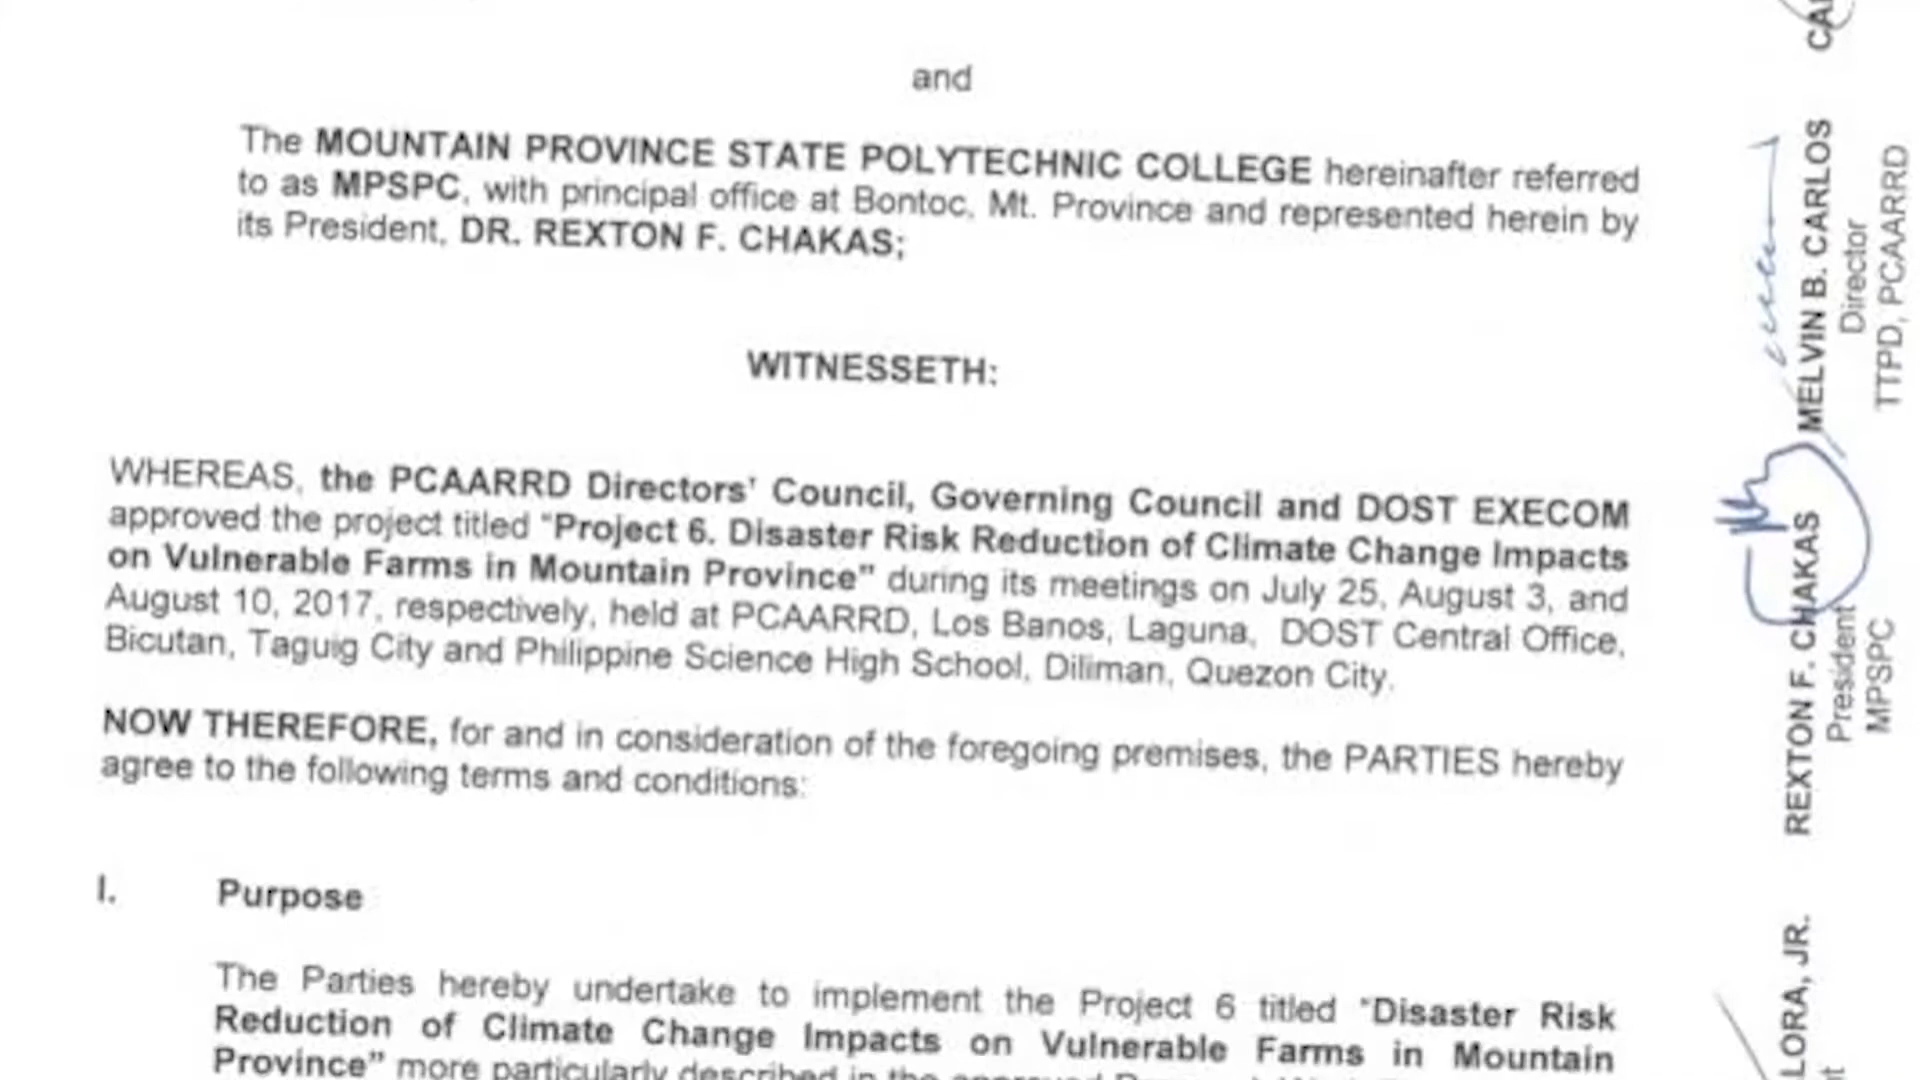 and
The MOUNTAIN PROVINCE STATE POLYTECHNIC COLLEGE hereinafter referred
to as MPSPC, with principal office at Bontoc, Mt. Province and represented herein by
its President, DR. REXTON F. CHAKAS;
WITNESSETH:
WHEREAS, the PCAARRD Directors' Council, Governing Council and DOST EXECOM
approved the project titled "Project 6. Disaster Risk Reduction of Climate Change Impacts
on Vulnerable Farms in Mountain Province" during its meetings on July 25, August 3, and
August 10, 2017, respectively, held at PCAARRD, Los Banos, Laguna, DOST Central Office,
Bicutan, Taguig City and Philippine Science High School, Diliman, Quezon City.
NOW THEREFORE, for and in consideration of the foregoing premises, the PARTIES hereby
agree to the following terms and conditions:
I. Purpose
The Parties hereby undertake to implement the Project 6 titled "Disaster Risk
Reduction of Climate Change Impacts on Vulnerable Farms in Mountain
Province" more particularly described in the approved
MELVIN B. CARLOS
Director
TTPD, PCAARRD
REXTON F. CHAKAS
President
MPSPC
LORA, JR.